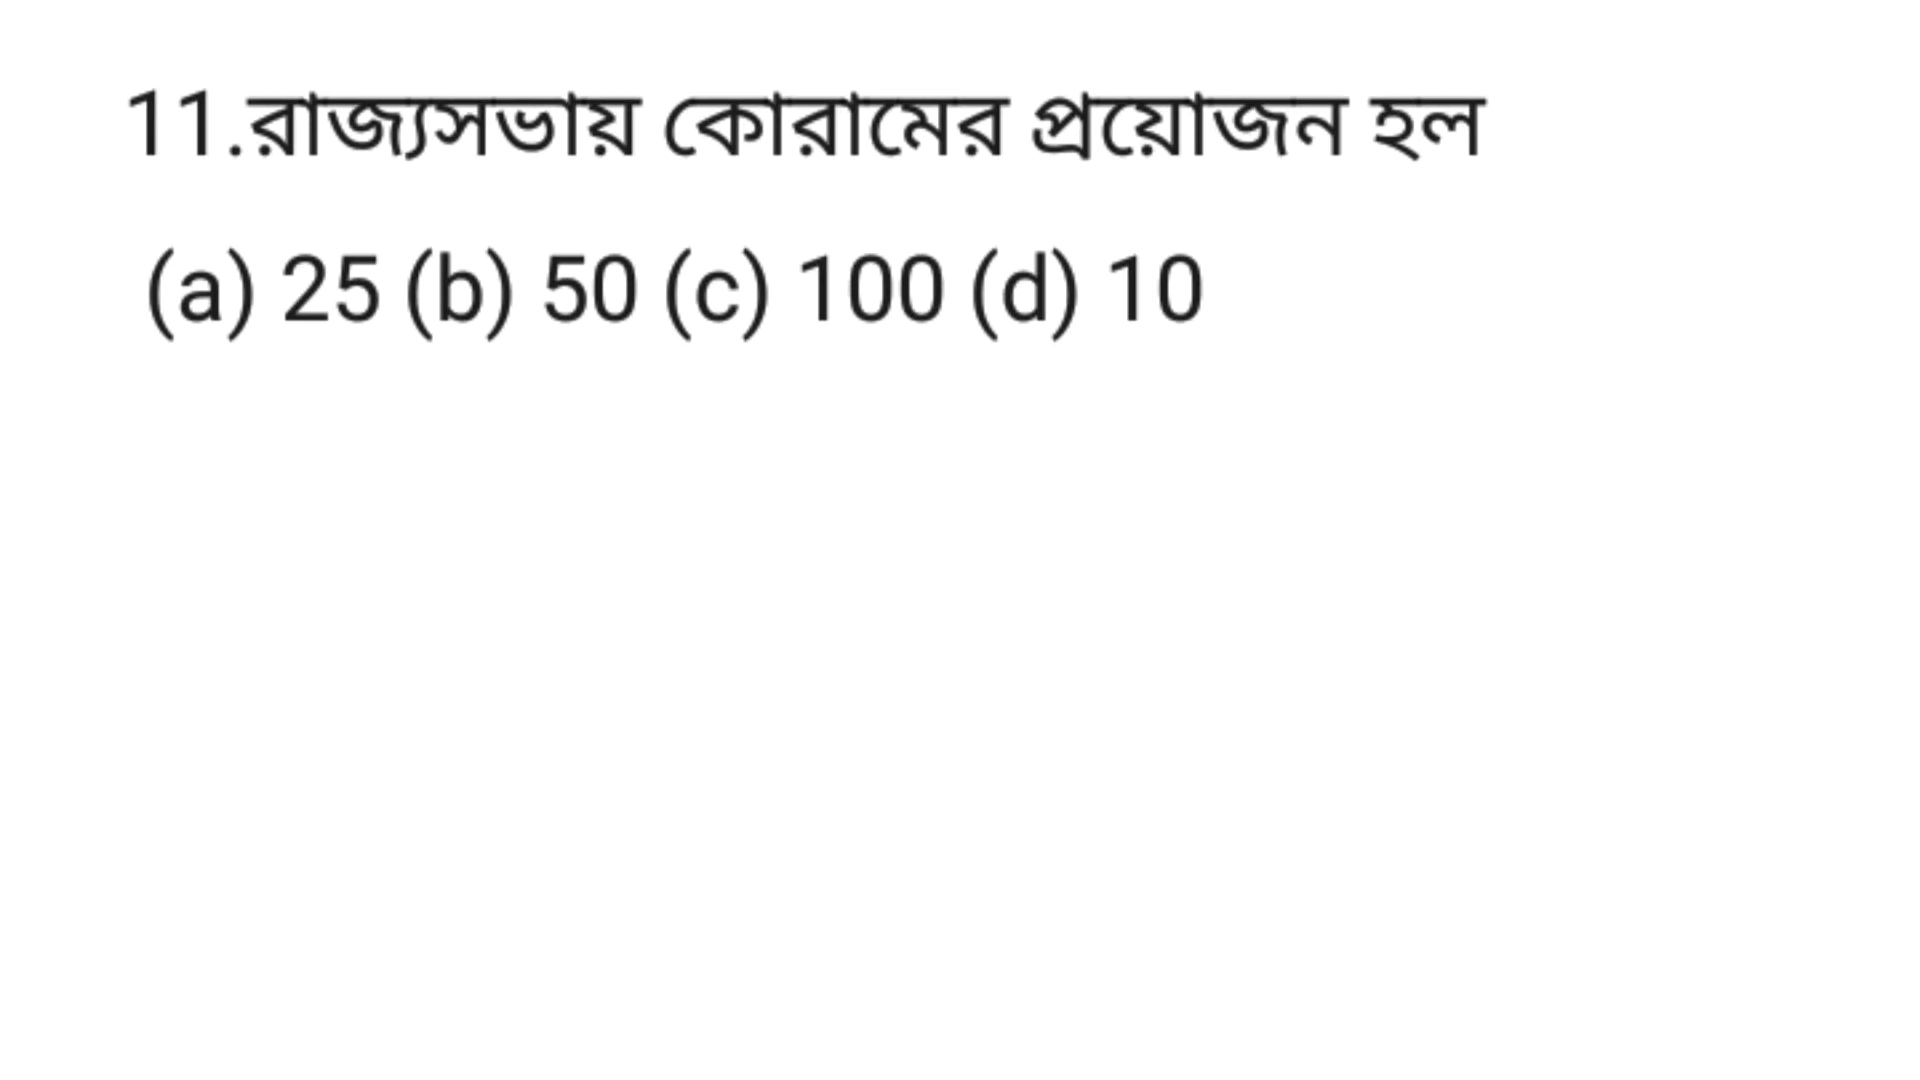 11.রাজ্যসভায় কোরামের প্রয়োজন হল
(a) 25 (b) 50 (c) 100 (d) 10